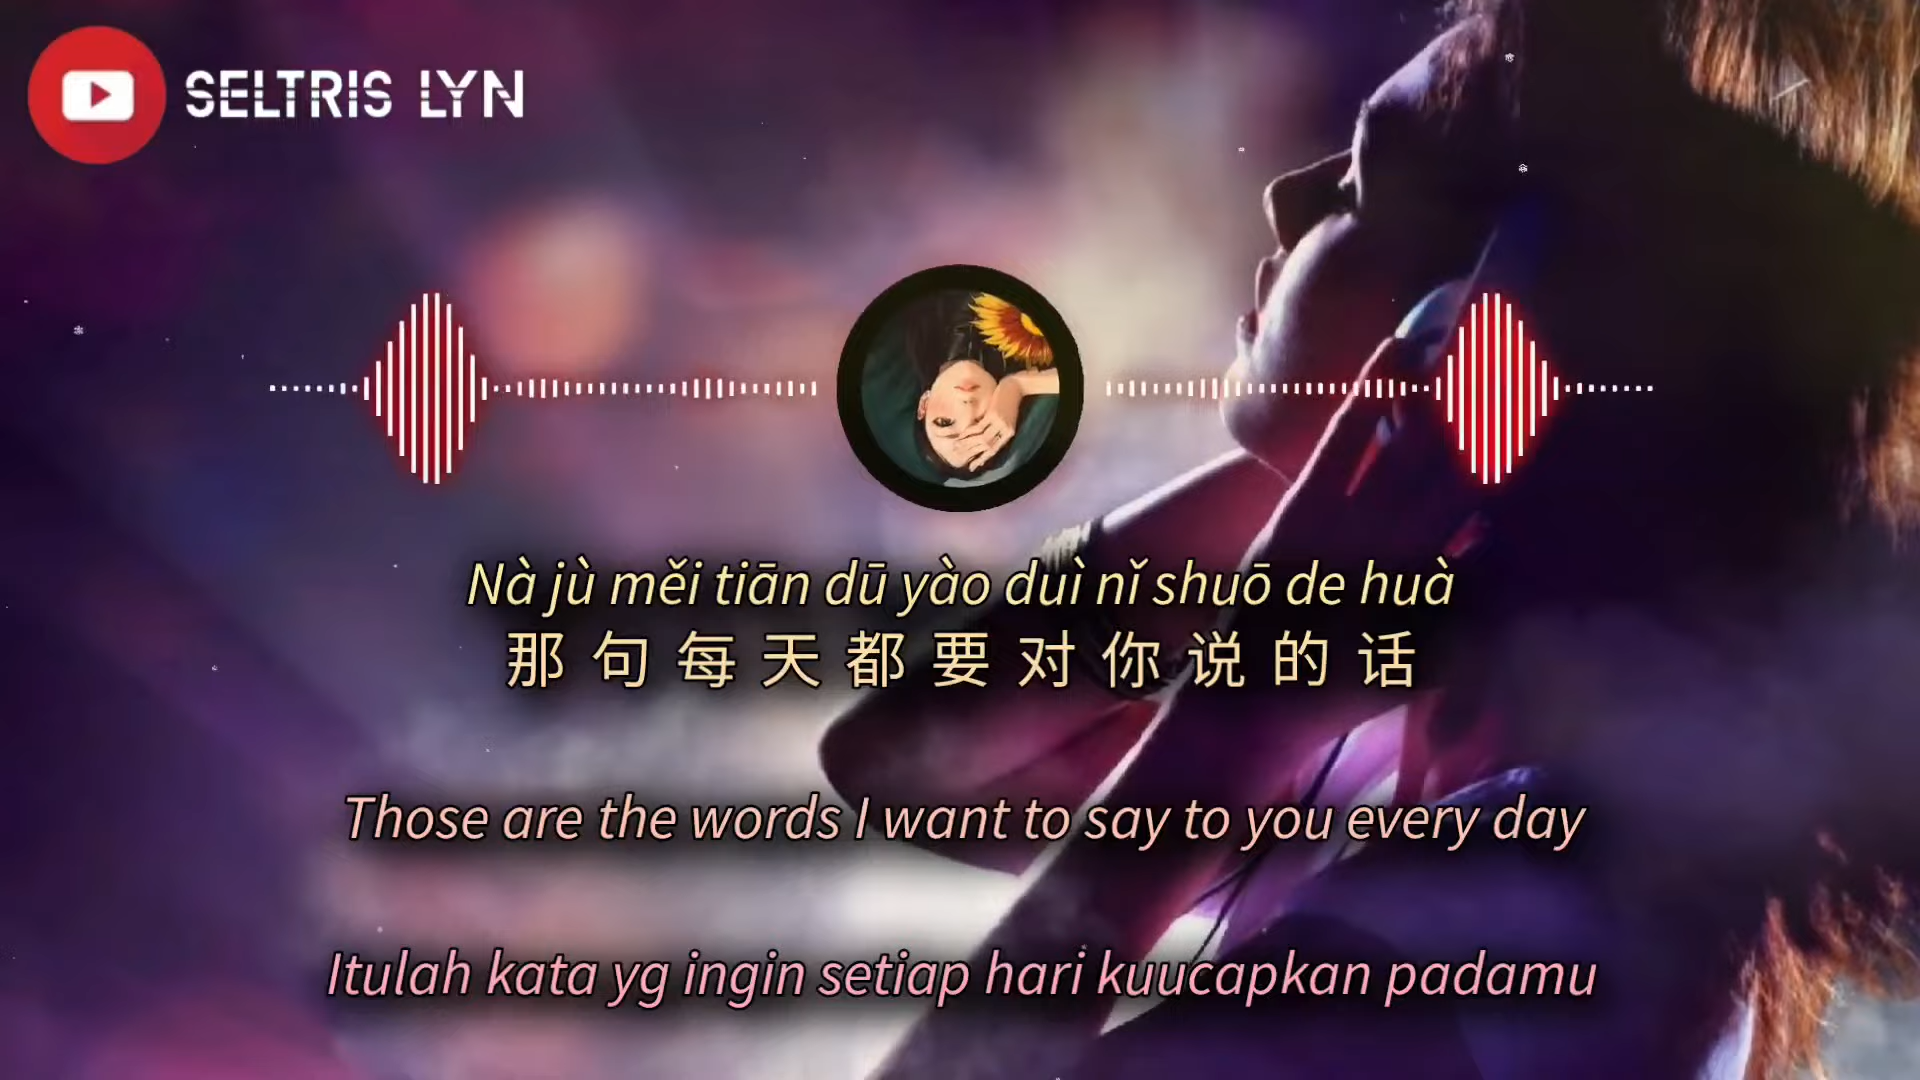 SELTRIS LYN
Nà jù měi tiān dū yào duì nǐ shuō de huà
那句每天都要对你说的话
Those are the words I want to say to you every day
Itulah kata yg ingin setiap hari kuucapkan padamu